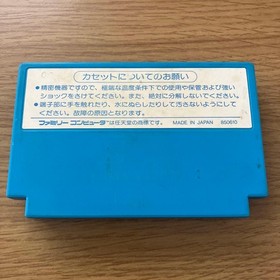 カセットについてのお願い
●精密機器ですので、極端な温度条件下での使用や保管および強い
ショックをさけてください。また、絶対に分解しないでください。
●端子部に手を触れたり、水にぬらしたりして汚さないようにして
ください。故障の原因となります。
ファミリーコンピュータ®は任天堂の商標です。 MADE IN JAPAN 850610